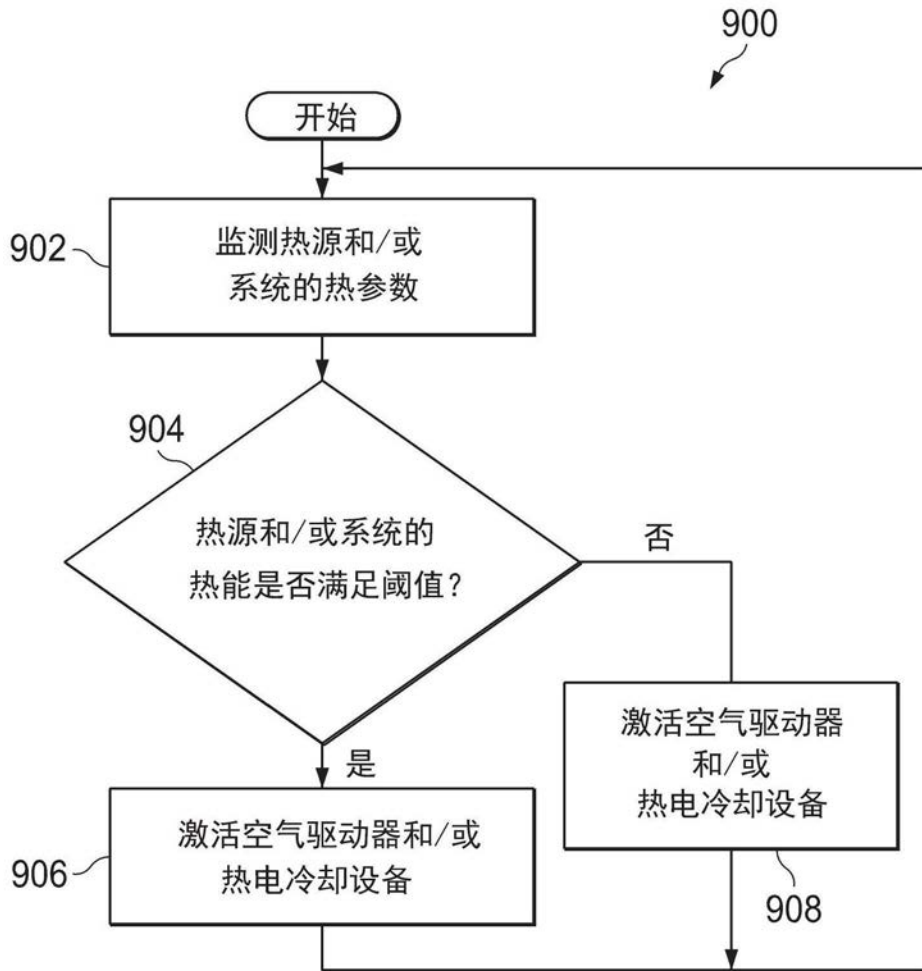 900
开始
902
监测热源和/或
系统的热参数
904
热源和/或系统的
热能是否满足阈值?
否
是
激活空气驱动器
和/或
热电冷却设备
908
906
激活空气驱动器和/或
热电冷却设备